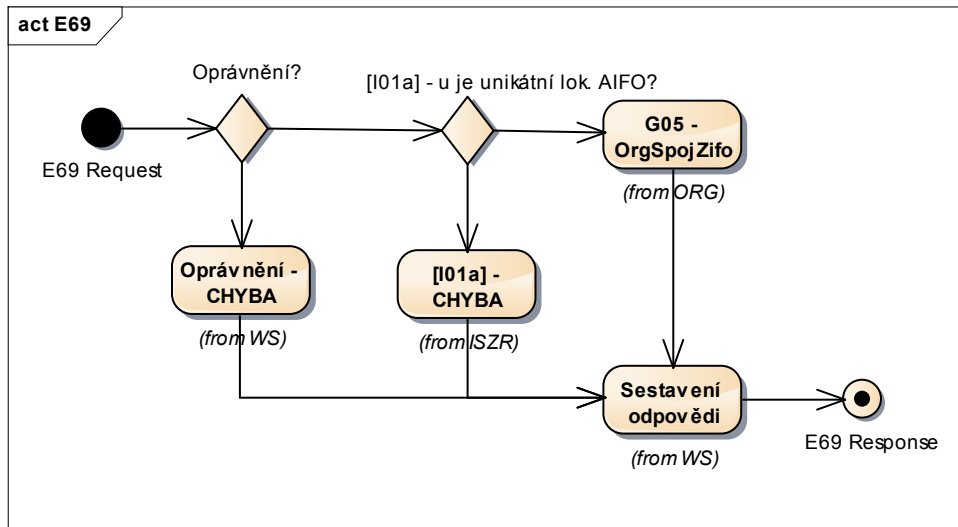 act E69
Oprávnění?
[I01a] - u je unikátní lok. AIFO?
E69 Request
G05 -
OrgSpojZifo
(from ORG)
Oprávnění -
CHYBA
(from WS)
[I01a] -
CHYBA
(from ISZR)
Sestavení
odpovědi
(from WS)
E69 Response